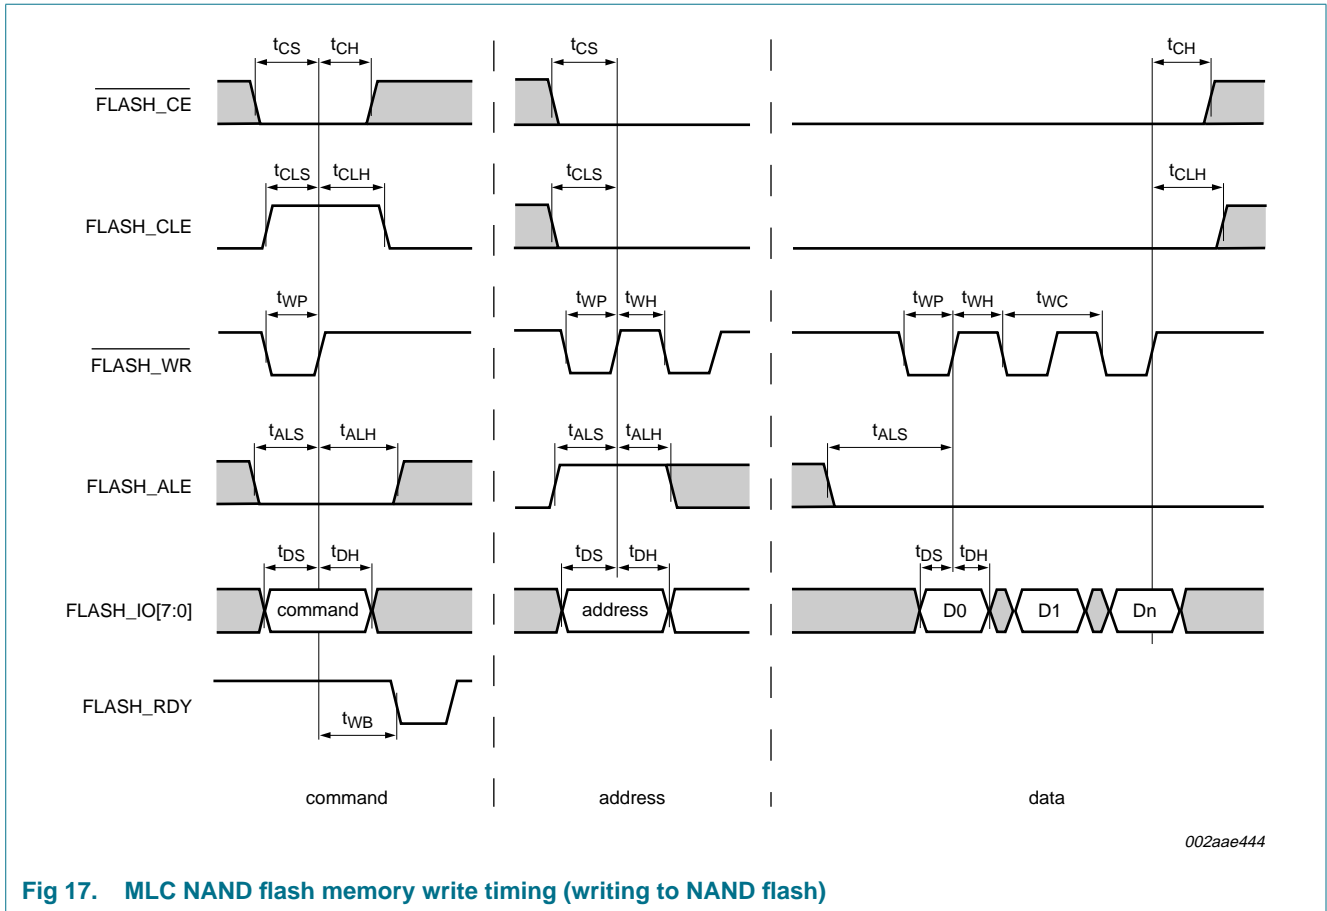 tCS tCH tCS tCH
FLASH_CE
tCLS tCLH tCLS tCLH
FLASH_CLE
tWP tWP tWH tWP tWH tWC
FLASH_WR
tALS tALH tALS tALH tALS
FLASH_ALE
tDS tDH tDS tDH tDS tDH
FLASH_IO[7:0] command address D0 D1 Dn
FLASH_RDY
tWB
command address data
002aae444
Fig 17. MLC NAND flash memory write timing (writing to NAND flash)